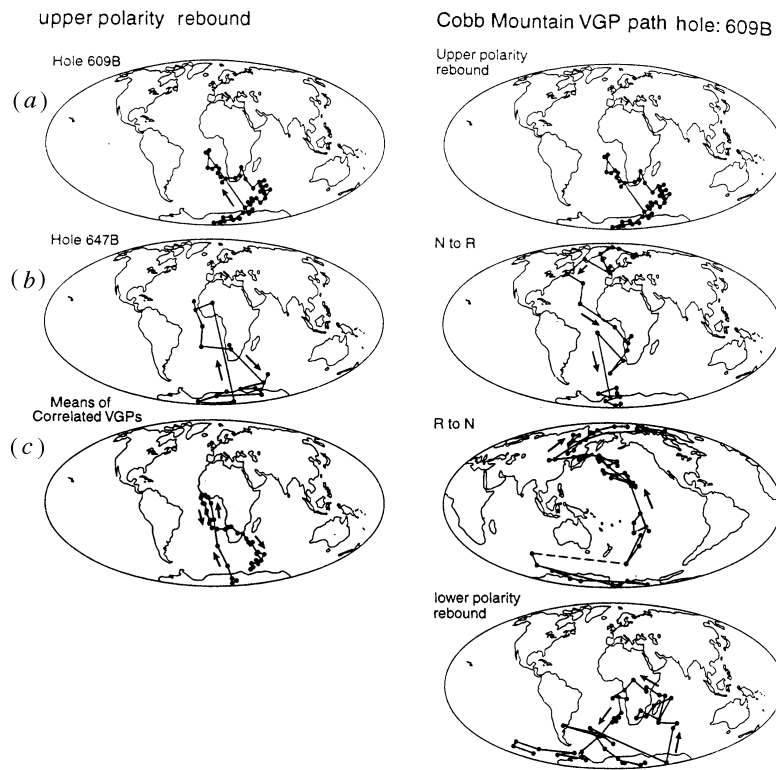 upper polarity rebound
Hole 609B
(a)
Hole 647B
(b)
Means of
Correlated VGPs
(c)
Cobb Mountain VGP path hole: 609B
Upper polarity
rebound
N to R
R to N
lower polarity
rebound